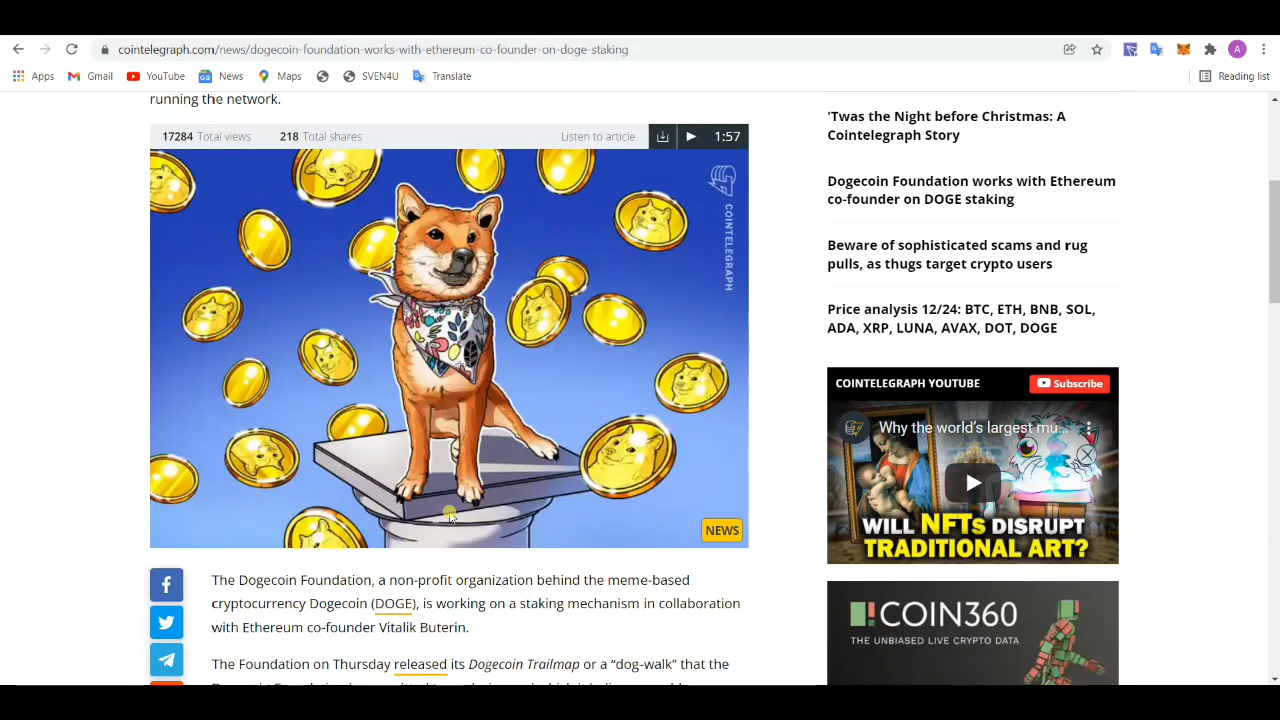 cointelegraph.com/news/dogecoin-foundation-works-with-ethereum-co-founder-on-doge-staking
A
Apps
Gmail
YouTube
News
Maps
SVEN4U
Translate
Reading list
running the network.
17284 Total views
218 Total shares
Listen to article
1:57
COINTELEGRAPH
NEWS
The Dogecoin Foundation, a non-profit organization behind the meme-based
cryptocurrency Dogecoin (DOGE), is working on a staking mechanism in collaboration
with Ethereum co-founder Vitalik Buterin.
The Foundation on Thursday released its Dogecoin Trailmap or a “dog-walk” that the
'Twas the Night before Christmas: A
Cointelegraph Story
Dogecoin Foundation works with Ethereum
co-founder on DOGE staking
Beware of sophisticated scams and rug
pulls, as thugs target crypto users
Price analysis 12/24: BTC, ETH, BNB, SOL,
ADA, XRP, LUNA, AVAX, DOT, DOGE
COINTELEGRAPH YOUTUBE
Subscribe
Why the world's largest mu...
WILL NFTs DISRUPT
TRADITIONAL ART?
COIN360
THE UNBIASED LIVE CRYPTO DATA